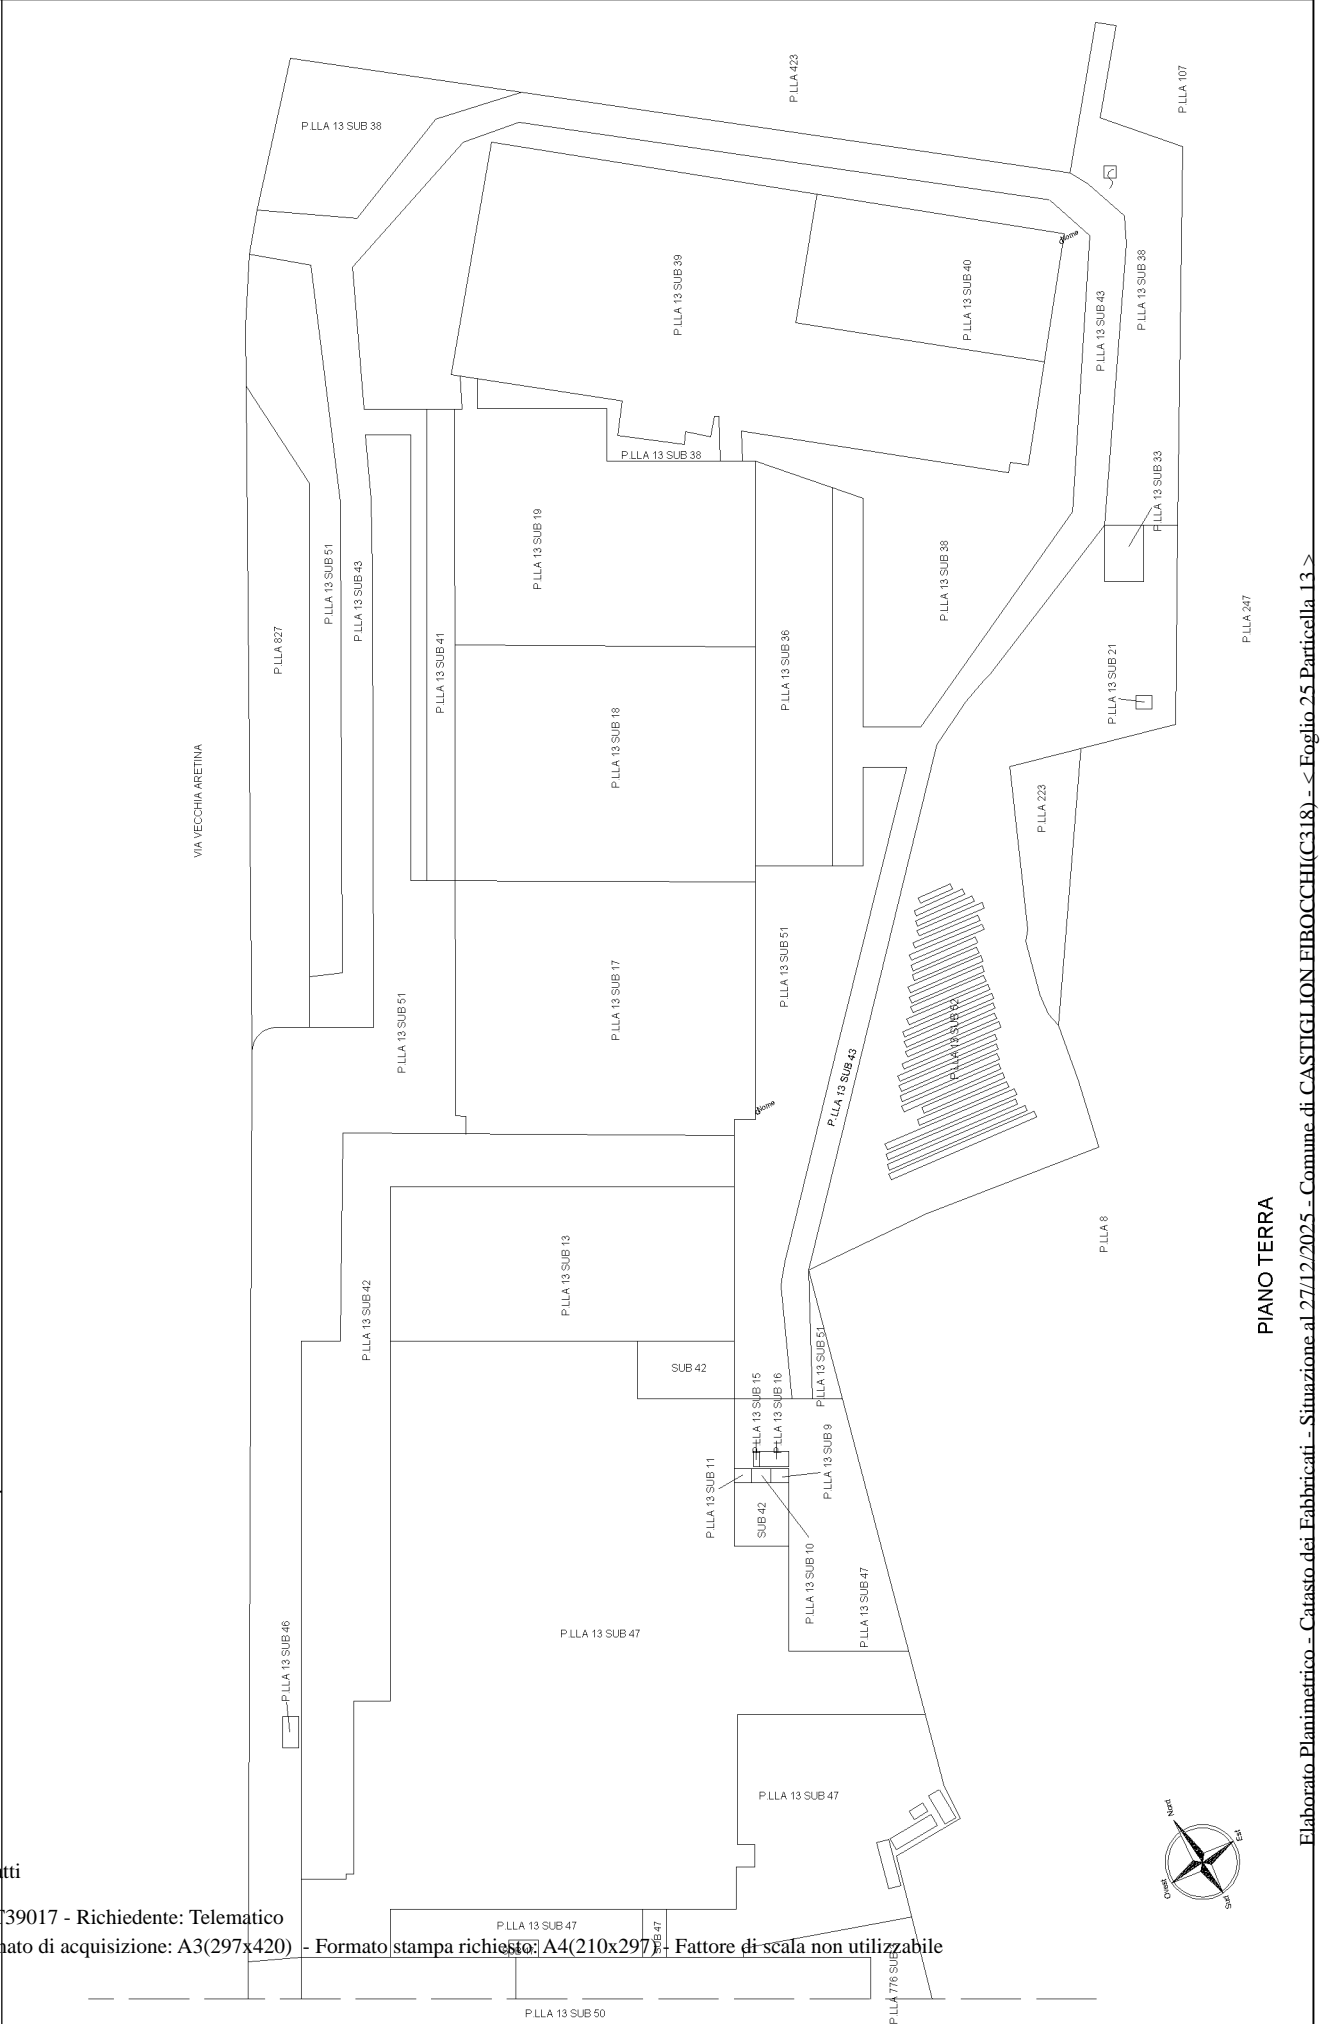 P.LLA 423
P.LLA 107
P.LLA 13 SUB 38
P.LLA 13 SUB 39
P.LLA 13 SUB 40
P.LLA 13 SUB 43
P.LLA 13 SUB 38
P.LLA 13 SUB 38
P.LLA 13 SUB 33
P.LLA 13 SUB 19
P.LLA 13 SUB 51
P.LLA 13 SUB 43
P.LLA 827
P.LLA 13 SUB 41
P.LLA 13 SUB 36
P.LLA 13 SUB 38
P.LLA 247
P.LLA 13 SUB 21
P.LLA 13 SUB 18
VIA VECCHIA ARETINA
P.LLA 223
P.LLA 13 SUB 51
P.LLA 13 SUB 17
P.LLA 13 SUB 51
P.LLA 13 SUB 52
P.LLA 13 SUB 43
P.LLA 8
PIANO TERRA
P.LLA 13 SUB 42
P.LLA 13 SUB 13
SUB 42
P.LLA 13 SUB 51
P.LLA 13 SUB 15
P.LLA 13 SUB 16
P.LLA 13 SUB 9
P.LLA 13 SUB 11
SUB 42
P.LLA 13 SUB 10
P.LLA 13 SUB 47
P.LLA 13 SUB 46
P.LLA 13 SUB 47
P.LLA 13 SUB 47
Nord
Est
Sud
Ovest
P.LLA 13 SUB 47
SUB 47
P.LLA 776 SUB
P.LLA 13 SUB 50
tti
T39017 - Richiedente: Telematico
mato di acquisizione: A3(297x420) - Formato stampa richiesto: A4(210x297) - Fattore di scala non utilizzabile
Elaborato Planimetrico - Catasto dei Fabbricati - Situazione al 27/12/2025 - Comune di CASTIGLION FIBOCCHI(C318) - < Foglio 25 Particella 13 >